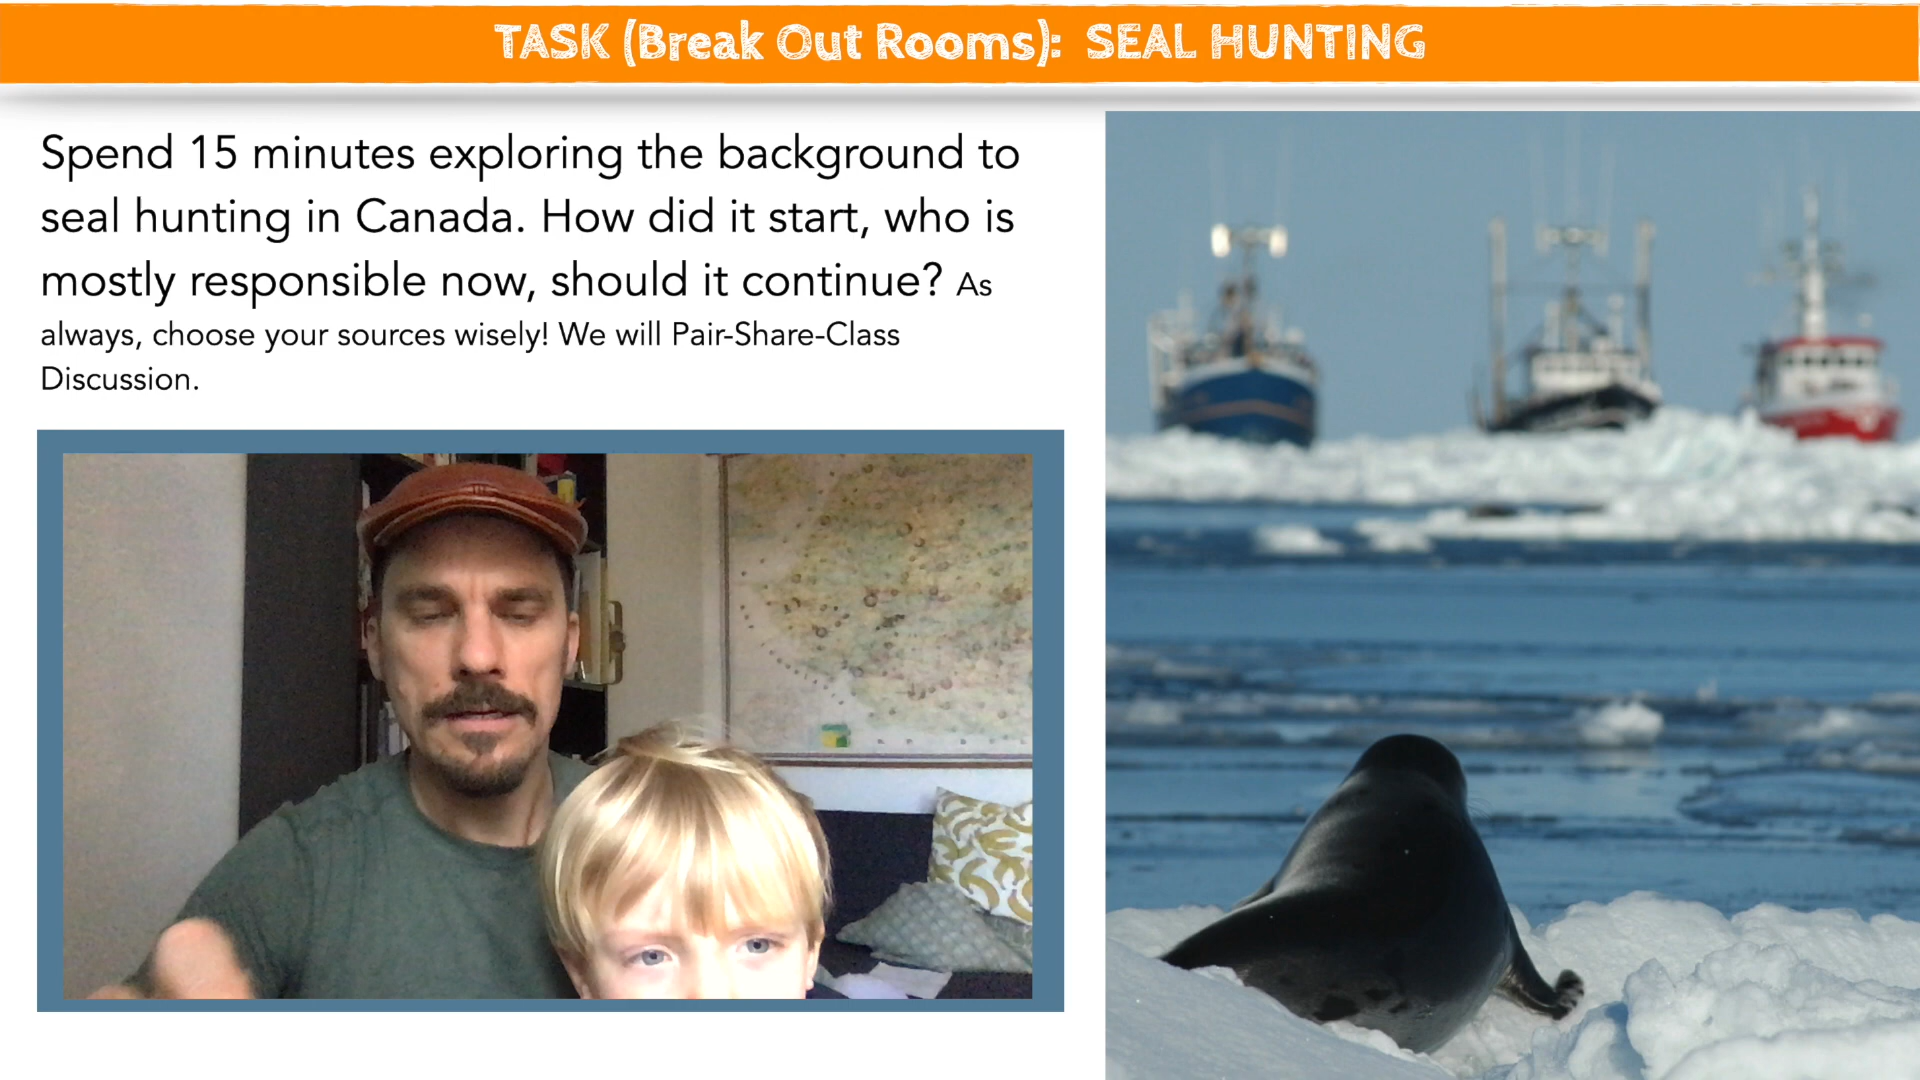 TASK (Break Out Rooms): SEAL HUNTING
Spend 15 minutes exploring the background to
seal hunting in Canada. How did it start, who is
mostly responsible now, should it continue? As
always, choose your sources wisely! We will Pair-Share-Class
Discussion.